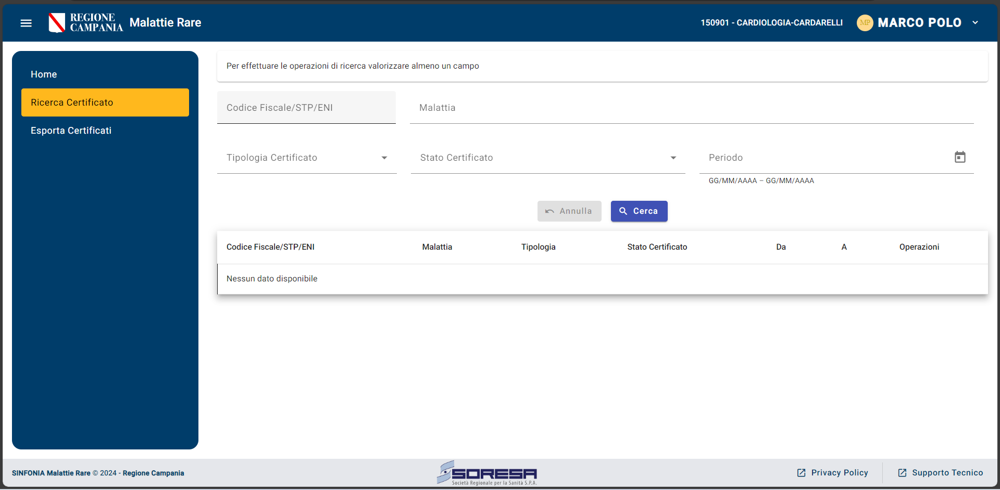 REGIONE
CAMPANIA
Malattie Rare
150901 - CARDIOLOGIA-CARDARELLI
MP
MARCO POLO
Home
Ricerca Certificato
Esporta Certificati
Per effettuare le operazioni di ricerca valorizzare almeno un campo
Codice Fiscale/STP/ENI
Malattia
Tipologia Certificato
Stato Certificato
Periodo
GG/MM/AAAA – GG/MM/AAAA
Annulla
Cerca
Codice Fiscale/STP/ENI Malattia Tipologia Stato Certificato Da A Operazioni
Nessun dato disponibile
SINFONIA Malattie Rare © 2024 - Regione Campania
SORESA
Società Regionale per la Sanità S.P.A.
Privacy Policy
Supporto Tecnico